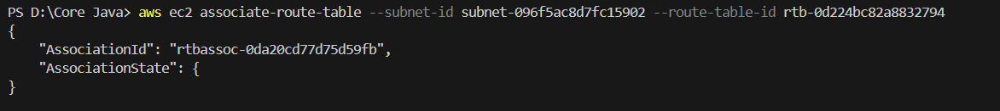 PS D:\Core Java> aws ec2 associate-route-table --subnet-id subnet-096f5ac8d7fc15902 --route-table-id rtb-0d224bc82a8832794
{
    "AssociationId": "rtbassoc-0da20cd77d75d59fb",
    "AssociationState": {
}